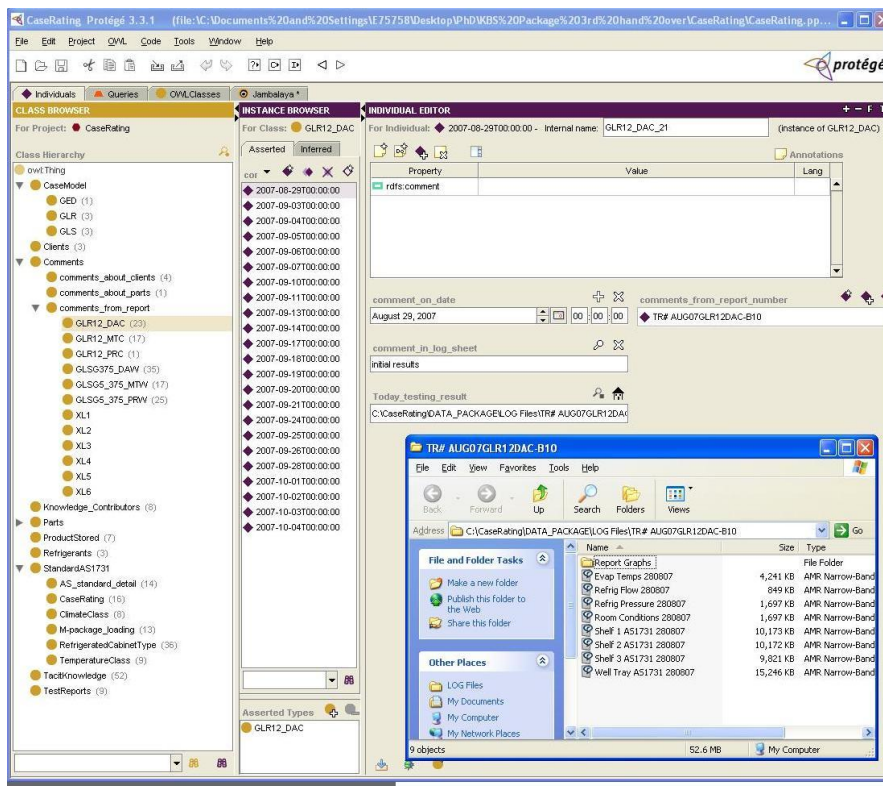 CaseRating Protégé 3.3.1 (file:\C:\Documents%20and%20Settings\E75758\Desktop\PhD\KBS%20Package%203rd%20hand%20over\CaseRating\CaseRating.pp...
File Edit Project OWL Code Tools Window Help
protégé
Individuals Queries OWLClasses Jambalaya *
CLASS BROWSER
For Project: CaseRating
Class Hierarchy
owl:Thing
CaseModel
GED (1)
GLR (3)
GLS (3)
Clients (3)
Comments
comments_about_clients (4)
comments_about_parts (1)
comments_from_report
GLR12_DAC (23)
GLR12_MTC (17)
GLR12_PRC (1)
GLSG375_DAVV (35)
GLSG5_375_MTVV (17)
GLSG5_375_PRVV (25)
XL1
XL2
XL3
XL4
XL5
XL6
Knowledge_Contributors (8)
Parts
ProductStored (7)
Refrigerants (3)
StandardAS1731
AS_standard_detail (14)
CaseRating (16)
ClimateClass (8)
M-package_loading (13)
RefrigeratedCabinetType (36)
TemperatureClass (9)
TacitKnowledge (52)
TestReports (9)
INSTANCE BROWSER
For Class: GLR12_DAC
Asserted Inferred
cor
2007-08-29T00:00:00
2007-09-03T00:00:00
2007-09-04T00:00:00
2007-09-05T00:00:00
2007-09-06T00:00:00
2007-09-07T00:00:00
2007-09-10T00:00:00
2007-09-11T00:00:00
2007-09-13T00:00:00
2007-09-14T00:00:00
2007-09-17T00:00:00
2007-09-18T00:00:00
2007-09-19T00:00:00
2007-09-20T00:00:00
2007-09-21T00:00:00
2007-09-24T00:00:00
2007-09-25T00:00:00
2007-09-26T00:00:00
2007-09-28T00:00:00
2007-10-01T00:00:00
2007-10-02T00:00:00
2007-10-03T00:00:00
2007-10-04T00:00:00
Asserted Types
GLR12_DAC
INDIVIDUAL EDITOR
For Individual: 2007-08-29T00:00:00 - Internal name: GLR12_DAC_21 (instance of GLR12_DAC)
Annotations
Property Value Lang
rdfs:comment
comment_on_date
August 29, 2007 00 :00 :00
comments_from_report_number
TR# AUG07GLR12DAC-B10
comment_in_log_sheet
initial results
Today_testing_result
C:\CaseRating\DATA_PACKAGE\LOG Files\TR# AUG07GLR12DA
TR# AUG07GLR12DAC-B10
File Edit View Favorites Tools Help
Back Forward Up Search Folders Views
Address C:\CaseRating\DATA_PACKAGE\LOG Files\TR# AUG07GLR12DAC-B10 Go
File and Folder Tasks
Make a new folder
Publish this folder to
the Web
Share this folder
Other Places
LOG Files
My Documents
My Computer
My Network Places
Name Size Type
Report Graphs File Folder
Evap Temps 280807 4,241 KB AMR Narrow-Band
Refrig Flow 280807 849 KB AMR Narrow-Band
Refrig Pressure 280807 1,697 KB AMR Narrow-Band
Room Conditions 280807 1,697 KB AMR Narrow-Band
Shelf 1 AS1731 280807 10,173 KB AMR Narrow-Band
Shelf 2 AS1731 280807 10,172 KB AMR Narrow-Band
Shelf 3 AS1731 280807 9,821 KB AMR Narrow-Band
Well Tray AS1731 280807 15,246 KB AMR Narrow-Band
9 objects 52.6 MB My Computer